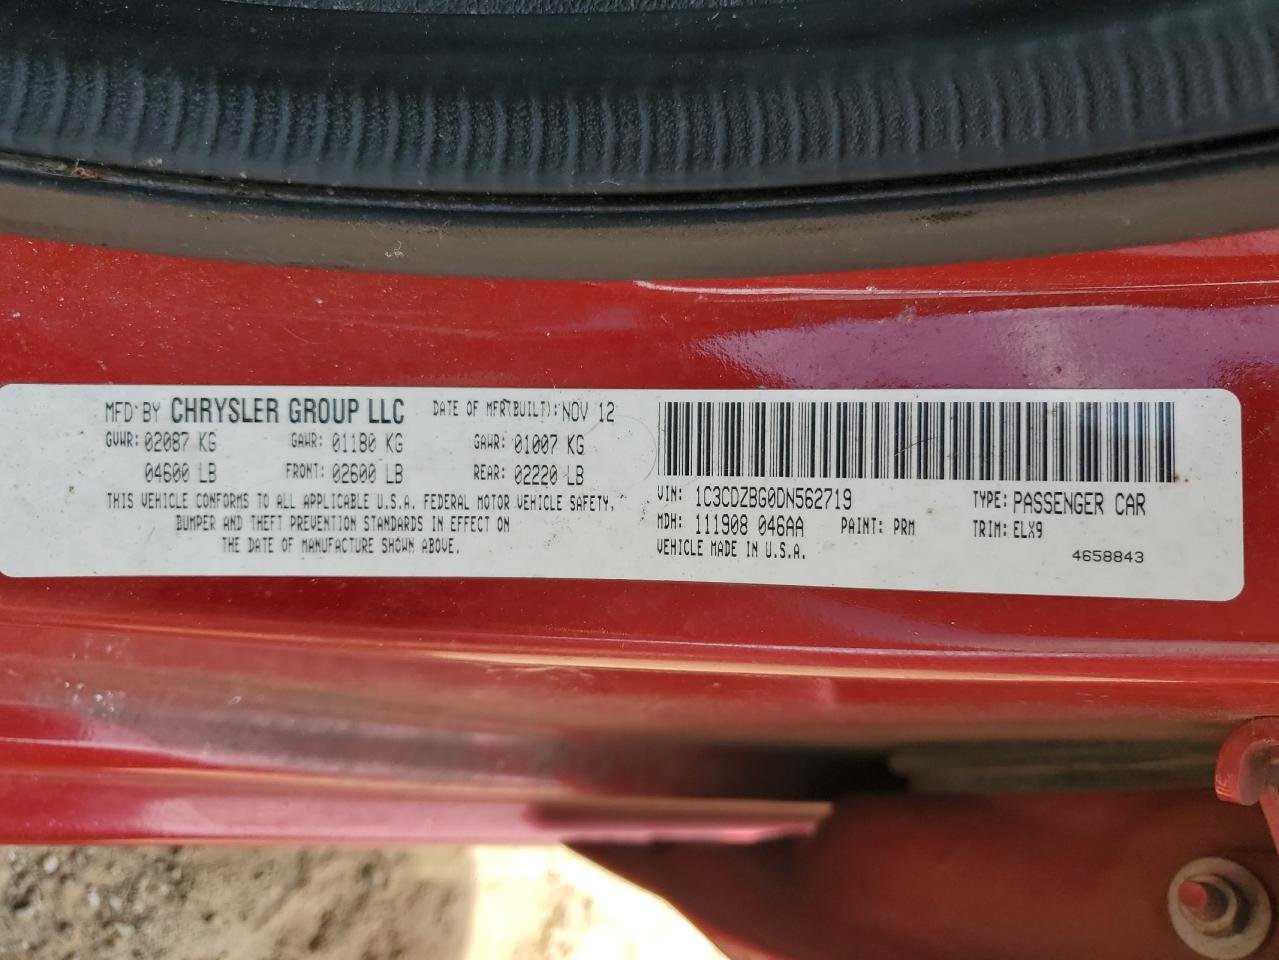 MFD BY CHRYSLER GROUP LLC DATE OF MFR(BUILT): NOV 12
GVWR: 02087 KG GAWR: 01180 KG GAWR: 01007 KG
04600 LB FRONT: 02600 LB REAR: 02220 LB
THIS VEHICLE CONFORMS TO ALL APPLICABLE U.S.A. FEDERAL MOTOR VEHICLE SAFETY,
BUMPER AND THEFT PREVENTION STANDARDS IN EFFECT ON
THE DATE OF MANUFACTURE SHOWN ABOVE.
VIN: 1C3CDZBG0DN562719 TYPE: PASSENGER CAR
MDH: 111908 046AA PAINT: PRM TRIM: ELX9
VEHICLE MADE IN U.S.A. 4658843